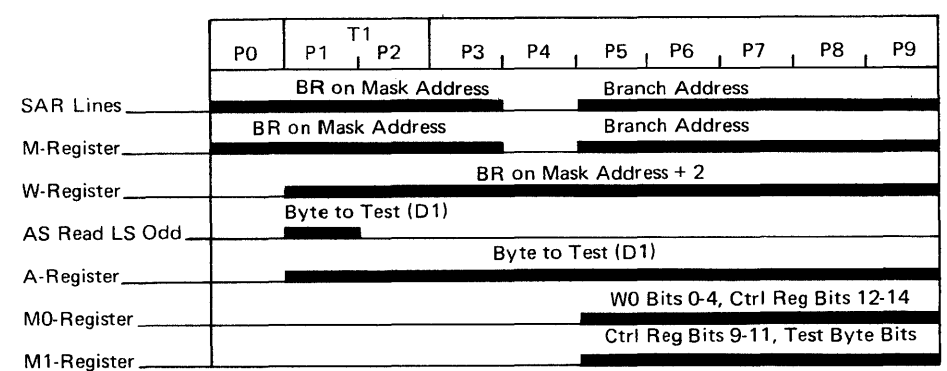 T1
P0 P1 P2 P3 P4 P5 P6 P7 P8 P9
BR on Mask Address Branch Address
SAR Lines
BR on Mask Address Branch Address
M-Register
BR on Mask Address + 2
W-Register
Byte to Test (D1)
AS Read LS Odd
Byte to Test (D1)
A-Register
W0 Bits 0-4, Ctrl Reg Bits 12-14
M0-Register
Ctrl Reg Bits 9-11, Test Byte Bits
M1-Register